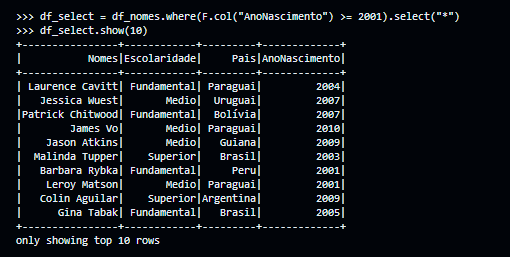 >>> df_select = df_nomes.where(F.col("AnoNascimento") >= 2001).select("*")
>>> df_select.show(10)
+-----------------+------------+---------+-------------+
|            Nomes|Escolaridade|     Pais|AnoNascimento|
+-----------------+------------+---------+-------------+
|  Laurence Cavitt| Fundamental| Paraguai|         2004|
|    Jessica Wuest|       Medio|  Uruguai|         2007|
|Patrick Chitwood| Fundamental|  Bolívia|         2007|
|         James Vo|       Medio| Paraguai|         2010|
|     Jason Atkins|       Medio|   Guiana|         2009|
|   Malinda Tupper|    Superior|   Brasil|         2003|
|   Barbara Rybka| Fundamental|     Peru|         2001|
|     Leroy Matson|       Medio| Paraguai|         2001|
|    Colin Aguilar|    Superior|Argentina|         2009|
|       Gina Tabak| Fundamental|   Brasil|         2005|
+-----------------+------------+---------+-------------+
only showing top 10 rows